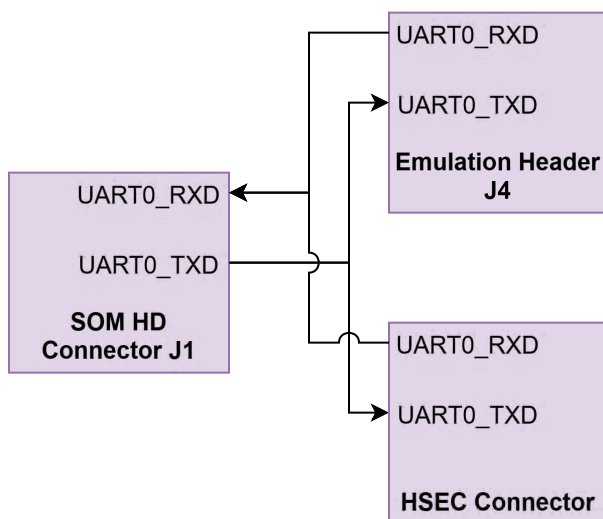 UART0_RXD
UART0_TXD
Emulation Header
J4
UART0_RXD
UART0_TXD
SOM HD
Connector J1
UART0_RXD
UART0_TXD
HSEC Connector